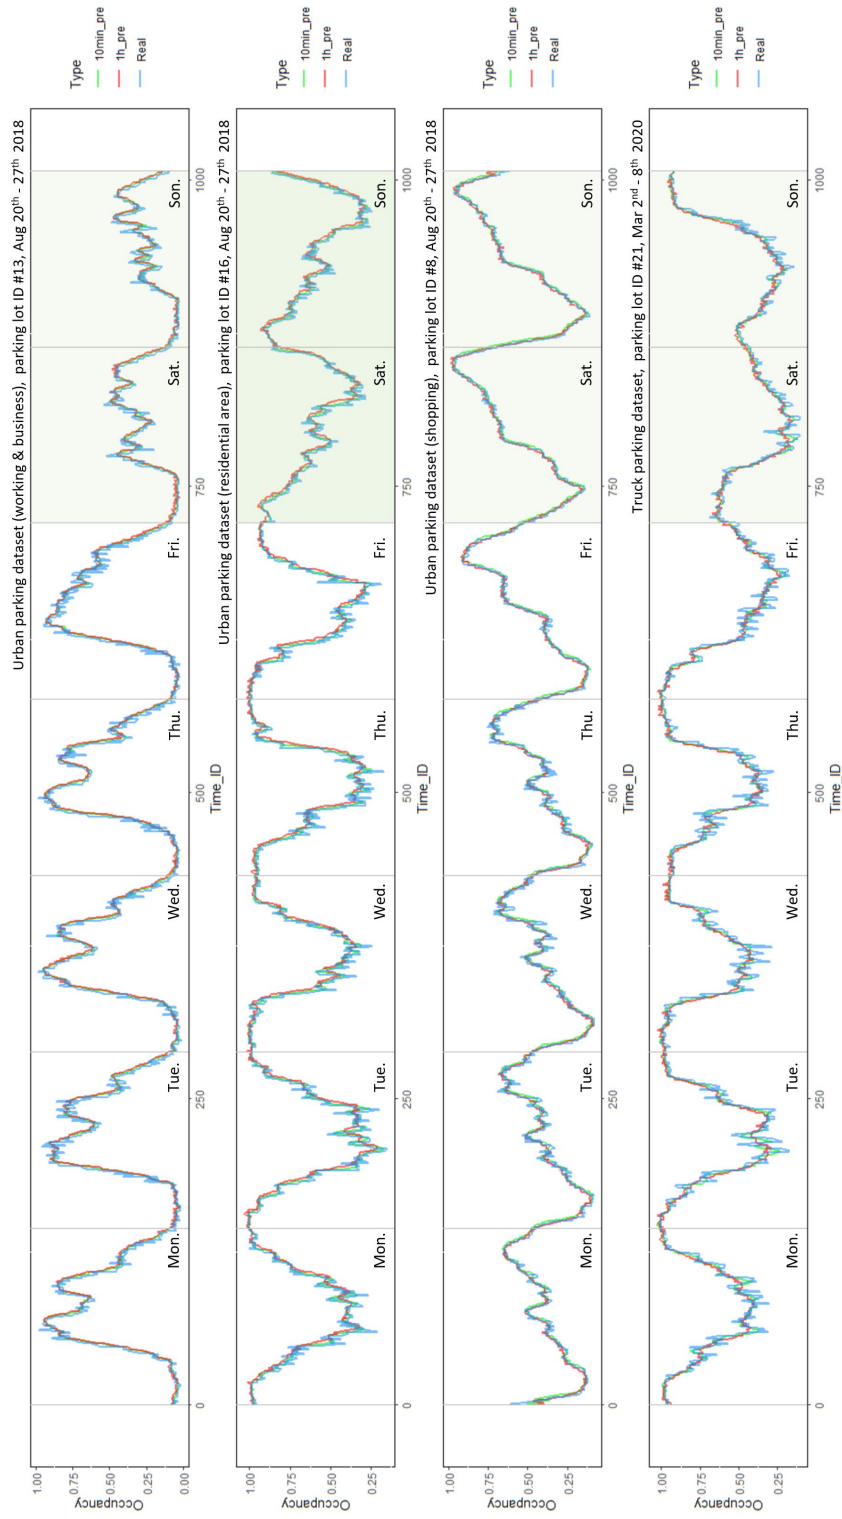 Urban parking dataset (working & business), parking lot ID #13, Aug 20th - 27th 2018
Occupancy
1.00
0.75
0.50
0.25
0.00
Mon. Tue. Wed. Thu. Fri. Sat. Son.
0 250 500 750 1000
Time_ID
Type
10min_pre
1h_pre
Real
Urban parking dataset (residential area), parking lot ID #16, Aug 20th - 27th 2018
Occupancy
1.00
0.75
0.50
0.25
Mon. Tue. Wed. Thu. Fri. Sat. Son.
0 250 500 750 1000
Time_ID
Type
10min_pre
1h_pre
Real
Urban parking dataset (shopping), parking lot ID #8, Aug 20th - 27th 2018
Occupancy
1.00
0.75
0.50
0.25
Mon. Tue. Wed. Thu. Fri. Sat. Son.
0 250 500 750 1000
Time_ID
Type
10min_pre
1h_pre
Real
Truck parking dataset, parking lot ID #21, Mar 2nd - 8th 2020
Occupancy
1.00
0.75
0.50
0.25
Mon. Tue. Wed. Thu. Fri. Sat. Son.
0 250 500 750 1000
Time_ID
Type
10min_pre
1h_pre
Real